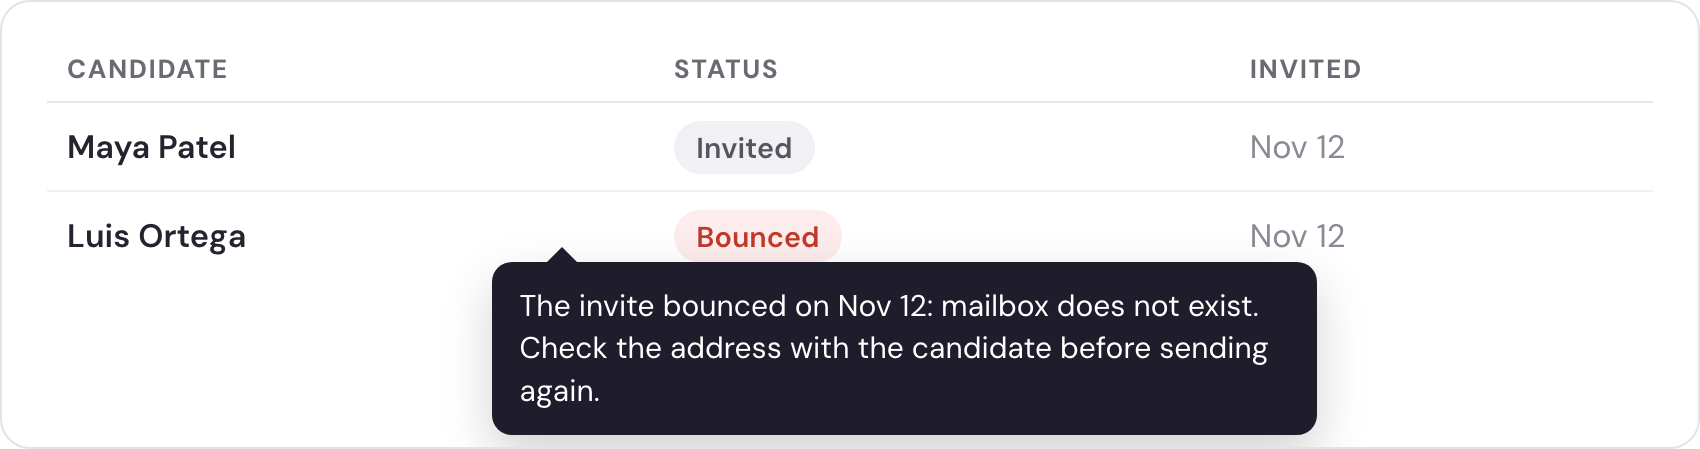 CANDIDATE STATUS INVITED
Maya Patel Invited Nov 12
Luis Ortega Bounced Nov 12
The invite bounced on Nov 12: mailbox does not exist.
Check the address with the candidate before sending
again.